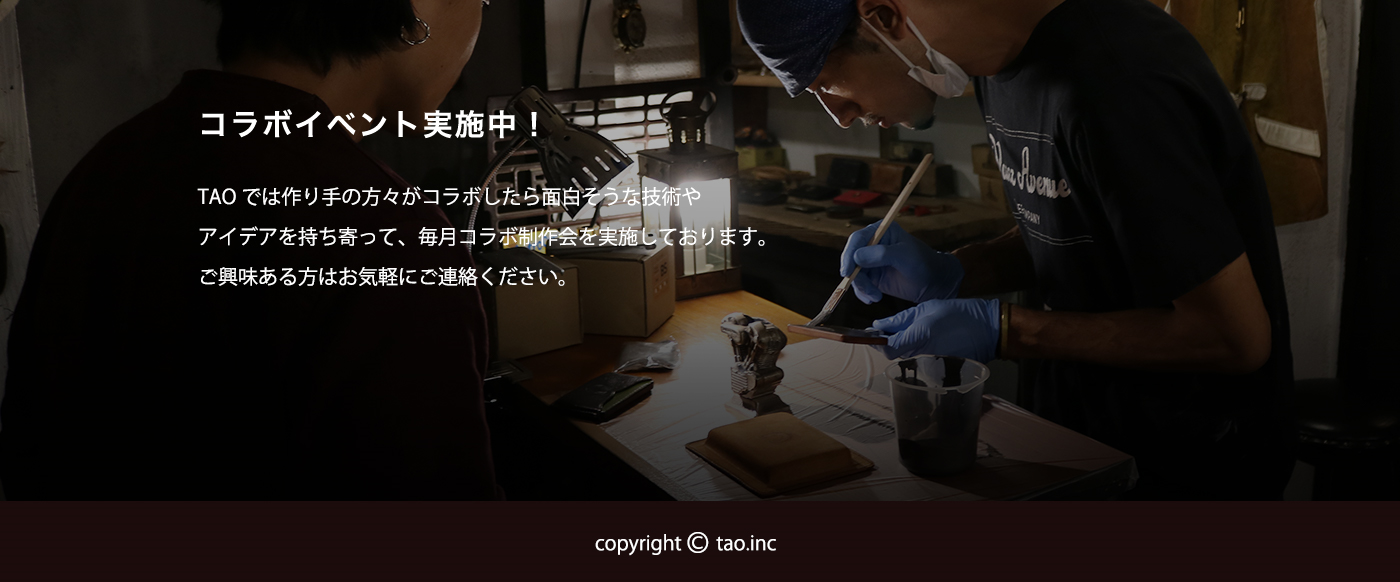 コラボイベント実施中！
TAO では作り手の方々がコラボしたら面白そうな技術や
アイデアを持ち寄って、毎月コラボ制作会を実施しております。
ご興味ある方はお気軽にご連絡ください。
Avenue
copyright © tao.inc